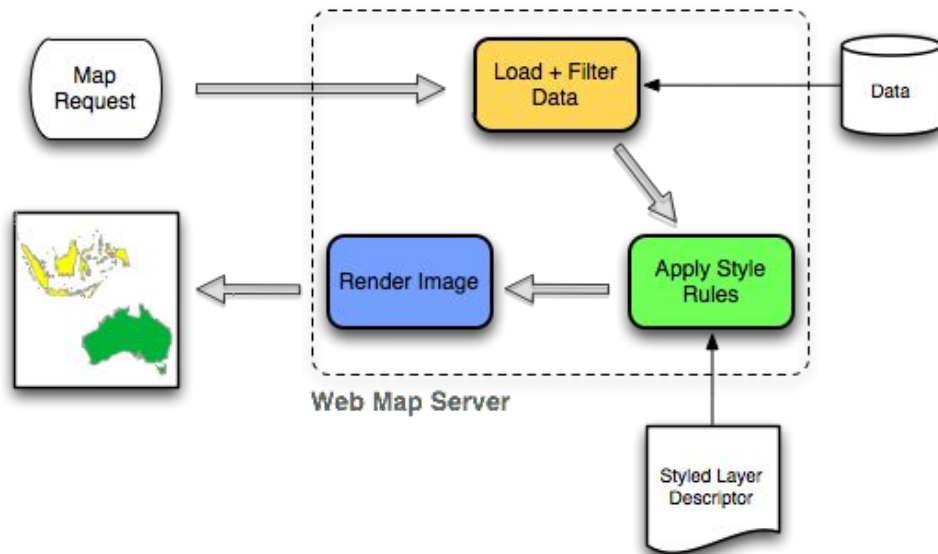 Map
Request
Load + Filter
Data
Data
Render Image
Apply Style
Rules
Web Map Server
Styled Layer
Descriptor